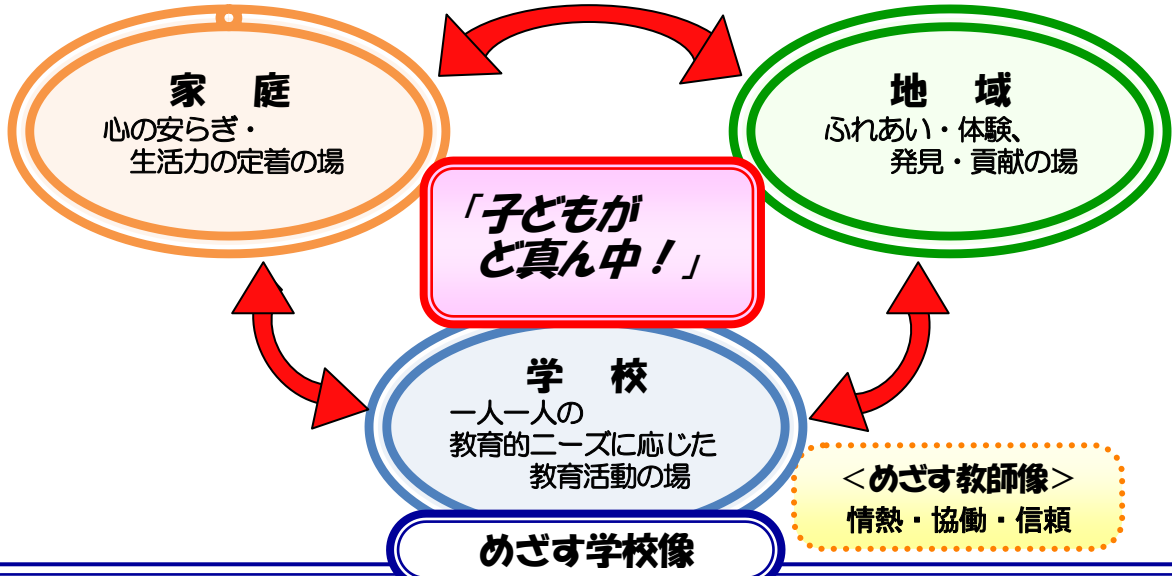 家　庭
心の安らぎ・
生活力の定着の場
地　域
ふれあい・体験、
発見・貢献の場
「子どもが
ど真ん中！」
学　校
一人一人の
教育的ニーズに応じた
教育活動の場
＜めざす教師像＞
情熱・協働・信頼
めざす学校像